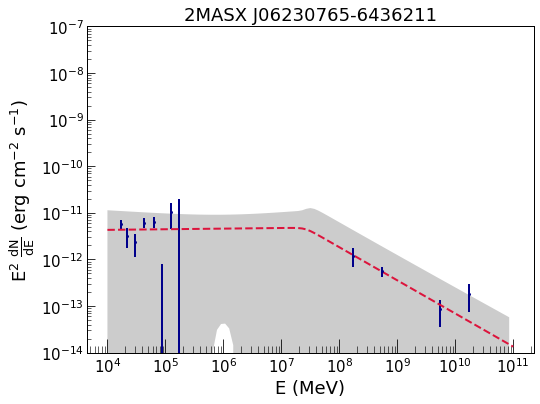 2MASX J06230765-6436211
E² dN/dE (erg cm⁻² s⁻¹)
10⁻⁷
10⁻⁸
10⁻⁹
10⁻¹⁰
10⁻¹¹
10⁻¹²
10⁻¹³
10⁻¹⁴
10⁴ 10⁵ 10⁶ 10⁷ 10⁸ 10⁹ 10¹⁰ 10¹¹
E (MeV)